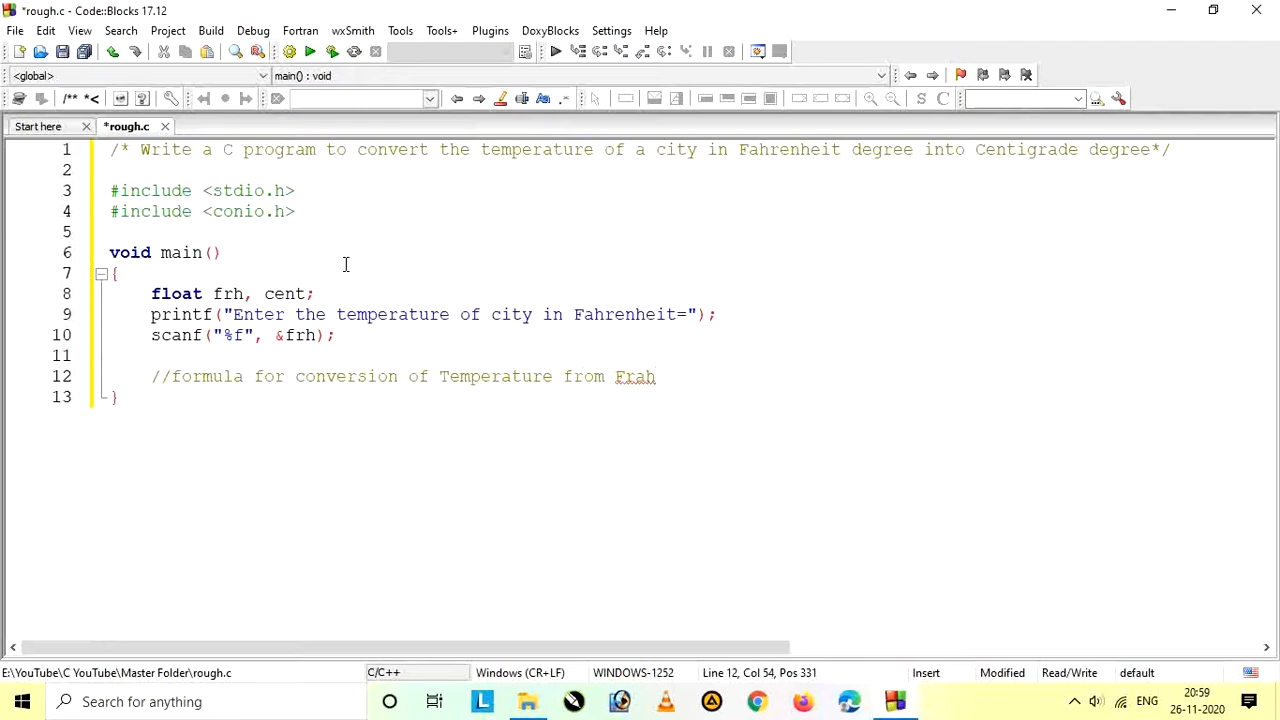 *rough.c - Code::Blocks 17.12
File Edit View Search Project Build Debug Fortran wxSmith Tools Tools+ Plugins DoxyBlocks Settings Help
<global> main() : void
/** *<
S C
Start here *rough.c
1 /* Write a C program to convert the temperature of a city in Fahrenheit degree into Centigrade degree*/
2
3 #include <stdio.h>
4 #include <conio.h>
5
6 void main()
7 {
8 float frh, cent;
9 printf("Enter the temperature of city in Fahrenheit=");
10 scanf("%f", &frh);
11
12 //formula for conversion of Temperature from Frah
13 }
E:\YouTube\C YouTube\Master Folder\rough.c C/C++ Windows (CR+LF) WINDOWS-1252 Line 12, Col 54, Pos 331 Insert Modified Read/Write default
Search for anything
L
ENG
20:59
26-11-2020